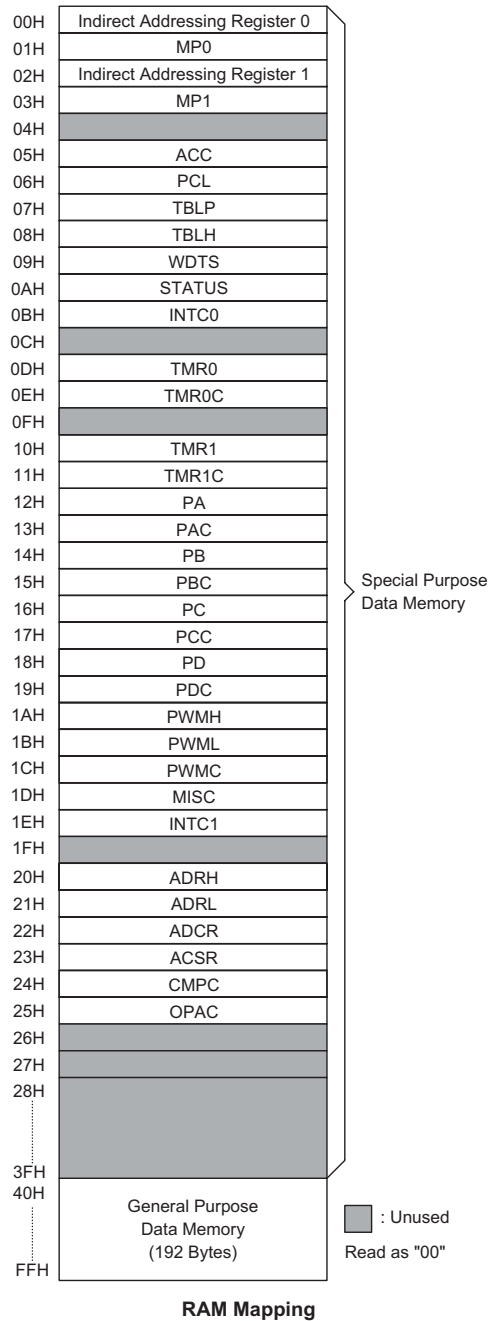 00H Indirect Addressing Register 0
01H MP0
02H Indirect Addressing Register 1
03H MP1
04H
05H ACC
06H PCL
07H TBLP
08H TBLH
09H WDTS
0AH STATUS
0BH INTC0
0CH
0DH TMR0
0EH TMR0C
0FH
10H TMR1
11H TMR1C
12H PA
13H PAC
14H PB
15H PBC
16H PC
17H PCC
18H PD
19H PDC
1AH PWMH
1BH PWML
1CH PWMC
1DH MISC
1EH INTC1
1FH
20H ADRH
21H ADRL
22H ADCR
23H ACSR
24H CMPC
25H OPAC
26H
27H
28H
3FH
Special Purpose
Data Memory
40H
General Purpose
Data Memory
(192 Bytes)
FFH
: Unused
Read as "00"
RAM Mapping